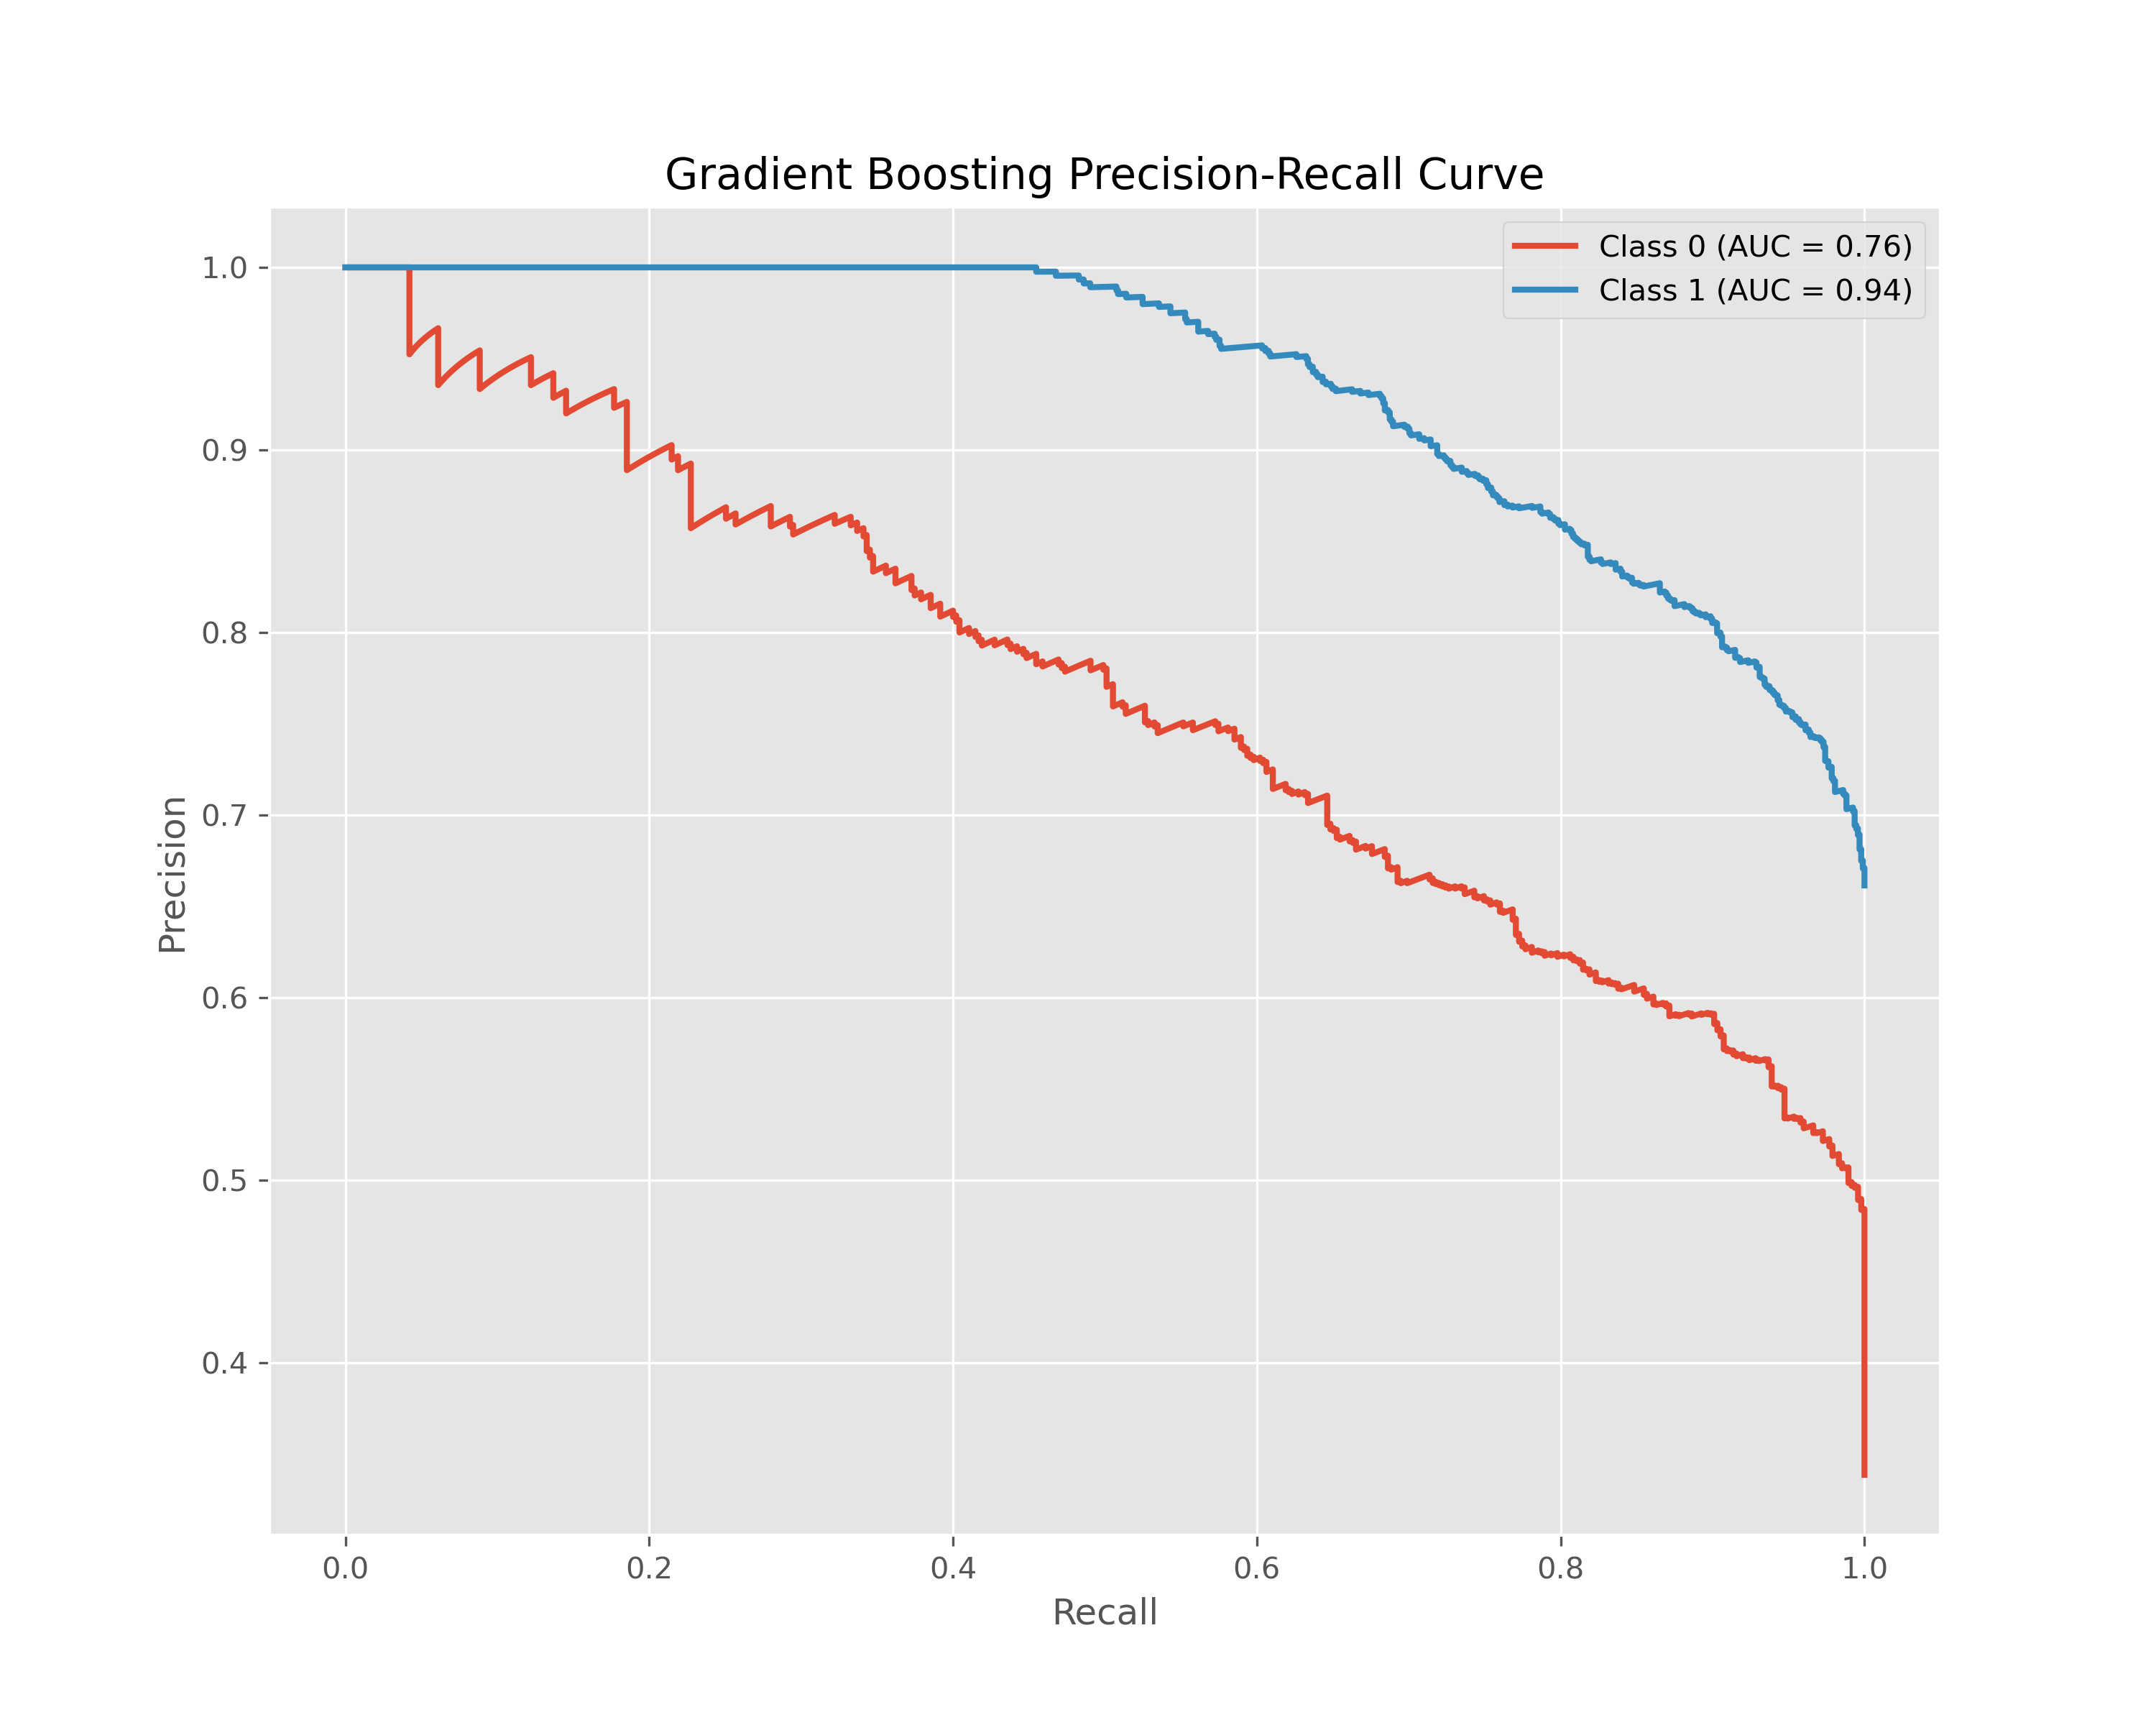 Gradient Boosting Precision-Recall Curve
Class 0 (AUC = 0.76)
Class 1 (AUC = 0.94)
Precision
1.0
0.9
0.8
0.7
0.6
0.5
0.4
0.0 0.2 0.4 0.6 0.8 1.0
Recall